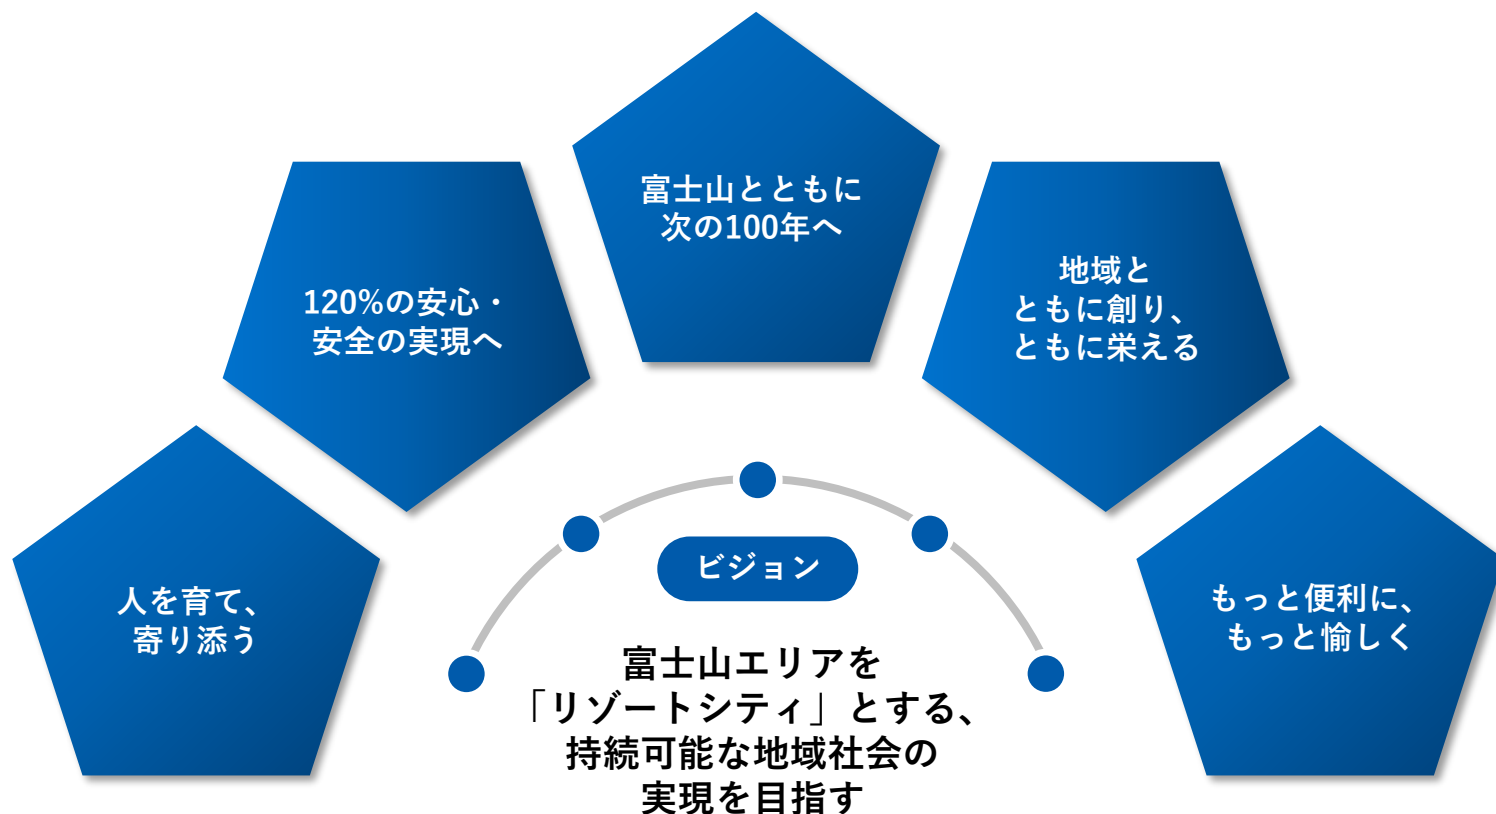 富士山とともに
次の100年へ
120%の安心・
安全の実現へ
地域と
ともに創り、
ともに栄える
人を育て、
寄り添う
もっと便利に、
もっと愉しく
ビジョン
富士山エリアを
「リゾートシティ」とする、
持続可能な地域社会の
実現を目指す